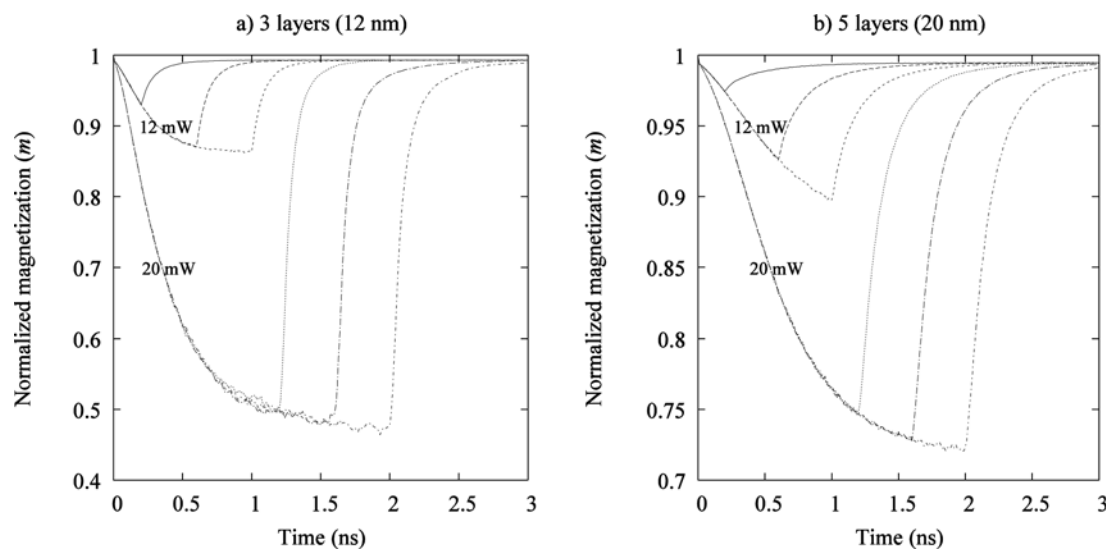 a) 3 layers (12 nm)
1
0.9
0.8
0.7
0.6
0.5
0.4
Normalized magnetization (m)
12 mW
20 mW
0 0.5 1 1.5 2 2.5 3
Time (ns)
b) 5 layers (20 nm)
1
0.95
0.9
0.85
0.8
0.75
0.7
Normalized magnetization (m)
12 mW
20 mW
0 0.5 1 1.5 2 2.5 3
Time (ns)